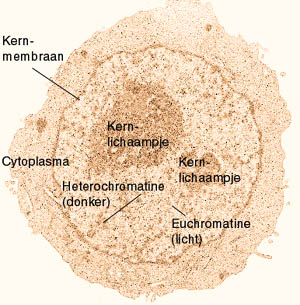 Kern-
membraan
Kern-
lichaampje
Cytoplasma
Kern-
lichaampje
Heterochromatine
(donker)
Euchromatine
(licht)